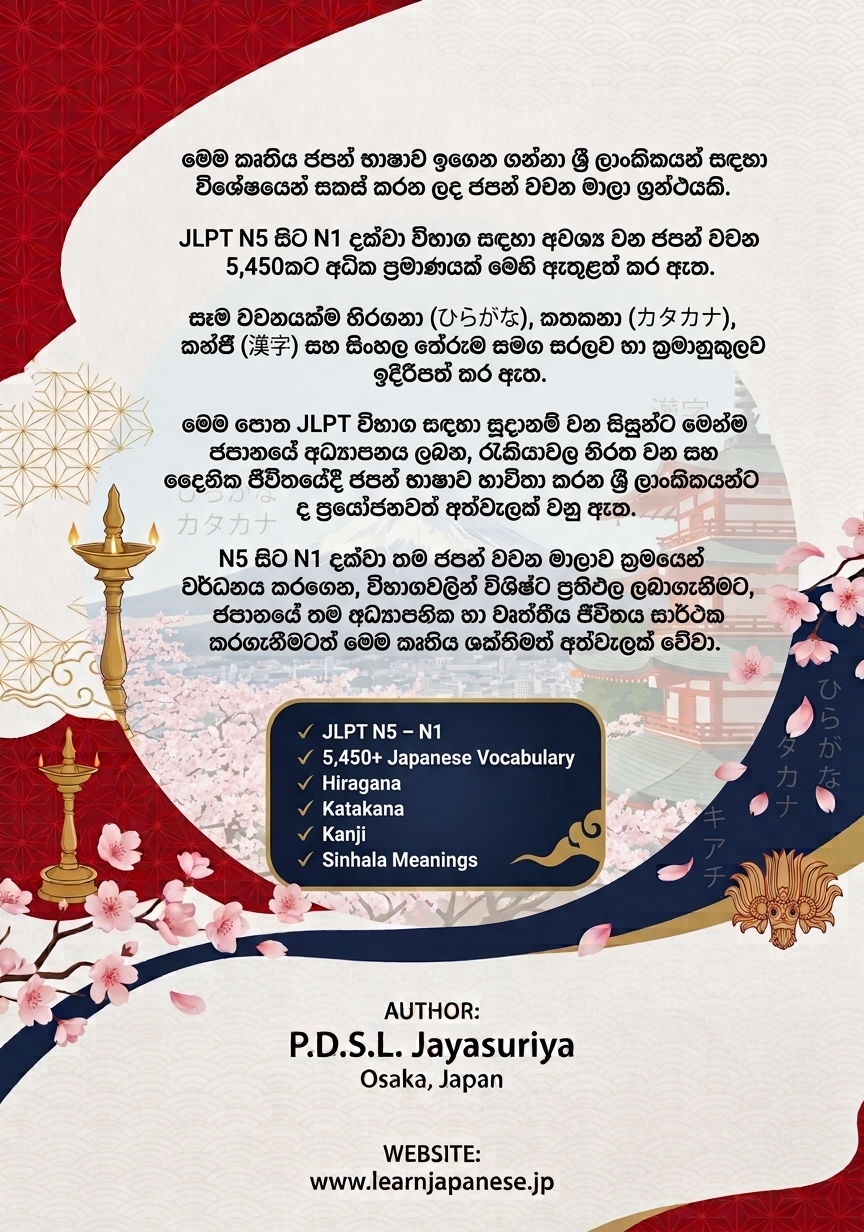 මෙම කෘතිය ජපන් භාෂාව ඉගෙන ගන්නා ශ්‍රී ලාංකිකයන් සඳහා
විශේෂයෙන් සකස් කරන ලද ජපන් වචන මාලා ග්‍රන්ථයකි.
JLPT N5 සිට N1 දක්වා විභාග සඳහා අවශ්‍ය වන ජපන් වචන
5,450කට අධික ප්‍රමාණයක් මෙහි ඇතුළත් කර ඇත.
සෑම වචනයක්ම හිරගනා (ひらがな), කතකනා (カタカナ),
කන්ජි (漢字) සහ සිංහල තේරුම සමග සරලව හා ක්‍රමානුකූලව
ඉදිරිපත් කර ඇත.
漢字
මෙම පොත JLPT විභාග සඳහා සූදානම් වන සිසුන්ට මෙන්ම
ජපානයේ අධ්‍යාපනය ලබන, රැකියාවල නිරත වන සහ
දෛනික ජීවිතයේදී ජපන් භාෂාව භාවිතා කරන ශ්‍රී ලාංකිකයන්ට
ද ප්‍රයෝජනවත් අත්වැලක් වනු ඇත.
ひらがな
カタカナ
N5 සිට N1 දක්වා තම ජපන් වචන මාලාව ක්‍රමයෙන්
වර්ධනය කරගෙන, විභාගවලින් විශිෂ්ට ප්‍රතිඵල ලබාගැනීමට,
ජපානයේ තම අධ්‍යාපනික හා වෘත්තීය ජීවිතය සාර්ථක
කරගැනීමටත් මෙම කෘතිය ශක්තිමත් අත්වැලක් වේවා.
✓ JLPT N5 – N1
✓ 5,450+ Japanese Vocabulary
✓ Hiragana
✓ Katakana
✓ Kanji
✓ Sinhala Meanings
ひらがな
タカナ
キアチ
AUTHOR:
P.D.S.L. Jayasuriya
Osaka, Japan
WEBSITE:
www.learnjapanese.jp